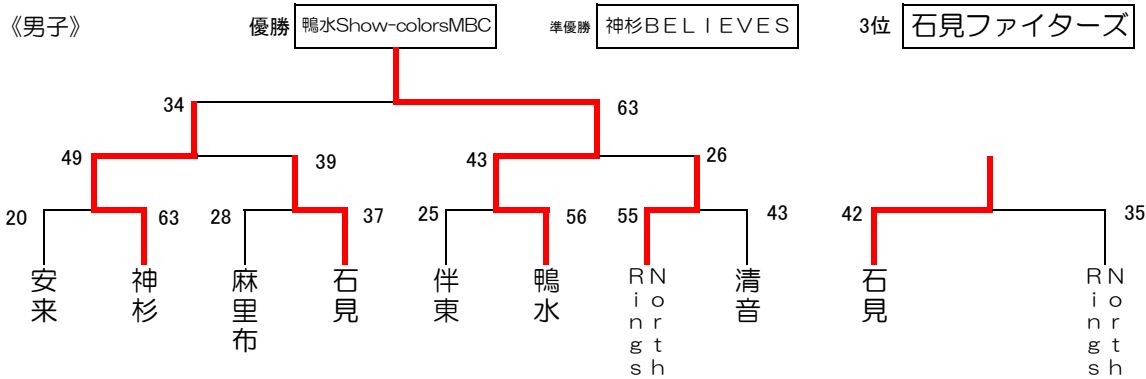 《男子》 優勝 鴨水Show-colorsMBC 準優勝 神杉BELIEVES 3位 石見ファイターズ
34 63
49 39 43 26
20 63 28 37 25 56 55 43 42 35
安来
神杉
麻里布
石見
伴東
鴨水
North
Rings
清音
石見
North
Rings